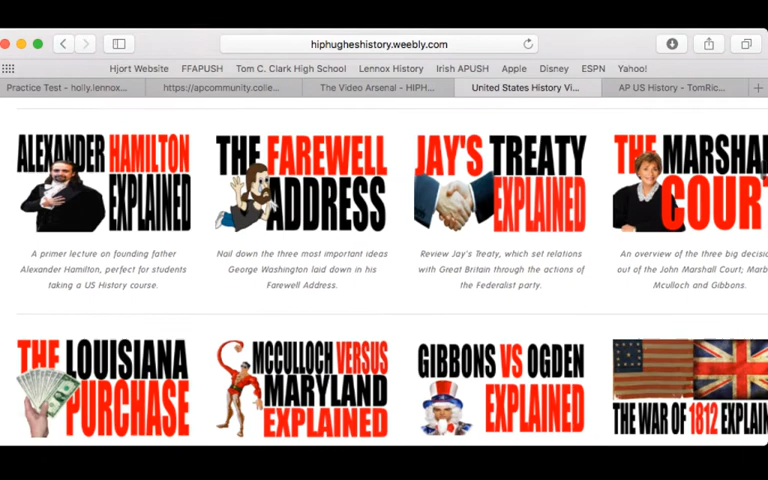 hiphugheshistory.weebly.com
Hjort Website FFAPUSH Tom C. Clark High School Lennox History Irish APUSH Apple Disney ESPN Yahoo!
Practice Test - holly.lennox... https://apcommunity.colle... The Video Arsenal - HIPH... United States History Vi... AP US History - TomRic...
ALEXANDER HAMILTON
EXPLAINED
THE FAREWELL
ADDRESS
JAY'S TREATY
EXPLAINED
THE MARSHAL
COURT
A primer lecture on founding father
Alexander Hamilton, perfect for students
taking a US History course.
Nail down the three most important ideas
George Washington laid down in his
Farewell Address.
Review Jay's Treaty, which set relations
with Great Britain through the actions of
the Federalist party.
An overview of the three big decisio
out of the John Marshall Court; Marb
Mculloch and Gibbons.
THE LOUISIANA
PURCHASE
MCCULLOCH VERSUS
MARYLAND
EXPLAINED
GIBBONS VS OGDEN
EXPLAINED
THE WAR OF 1812 EXPLAIN